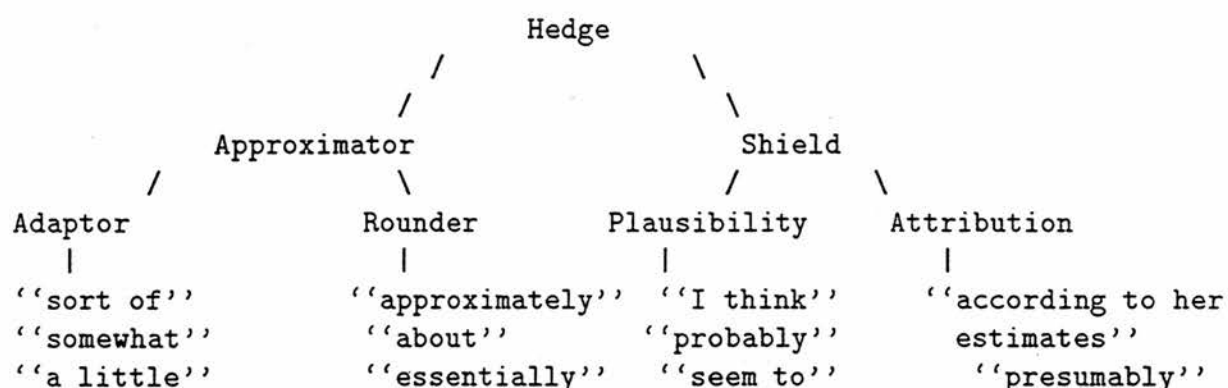 Hedge
/ \
/ \
Approximator Shield
/ \ / \
Adaptor Rounder Plausibility Attribution
| | | |
‘‘sort of’’ ‘‘approximately’’ ‘‘I think’’ ‘‘according to her
‘‘somewhat’’ ‘‘about’’ ‘‘probably’’ estimates’’
‘‘a little’’ ‘‘essentially’’ ‘‘seem to’’ ‘‘presumably’’